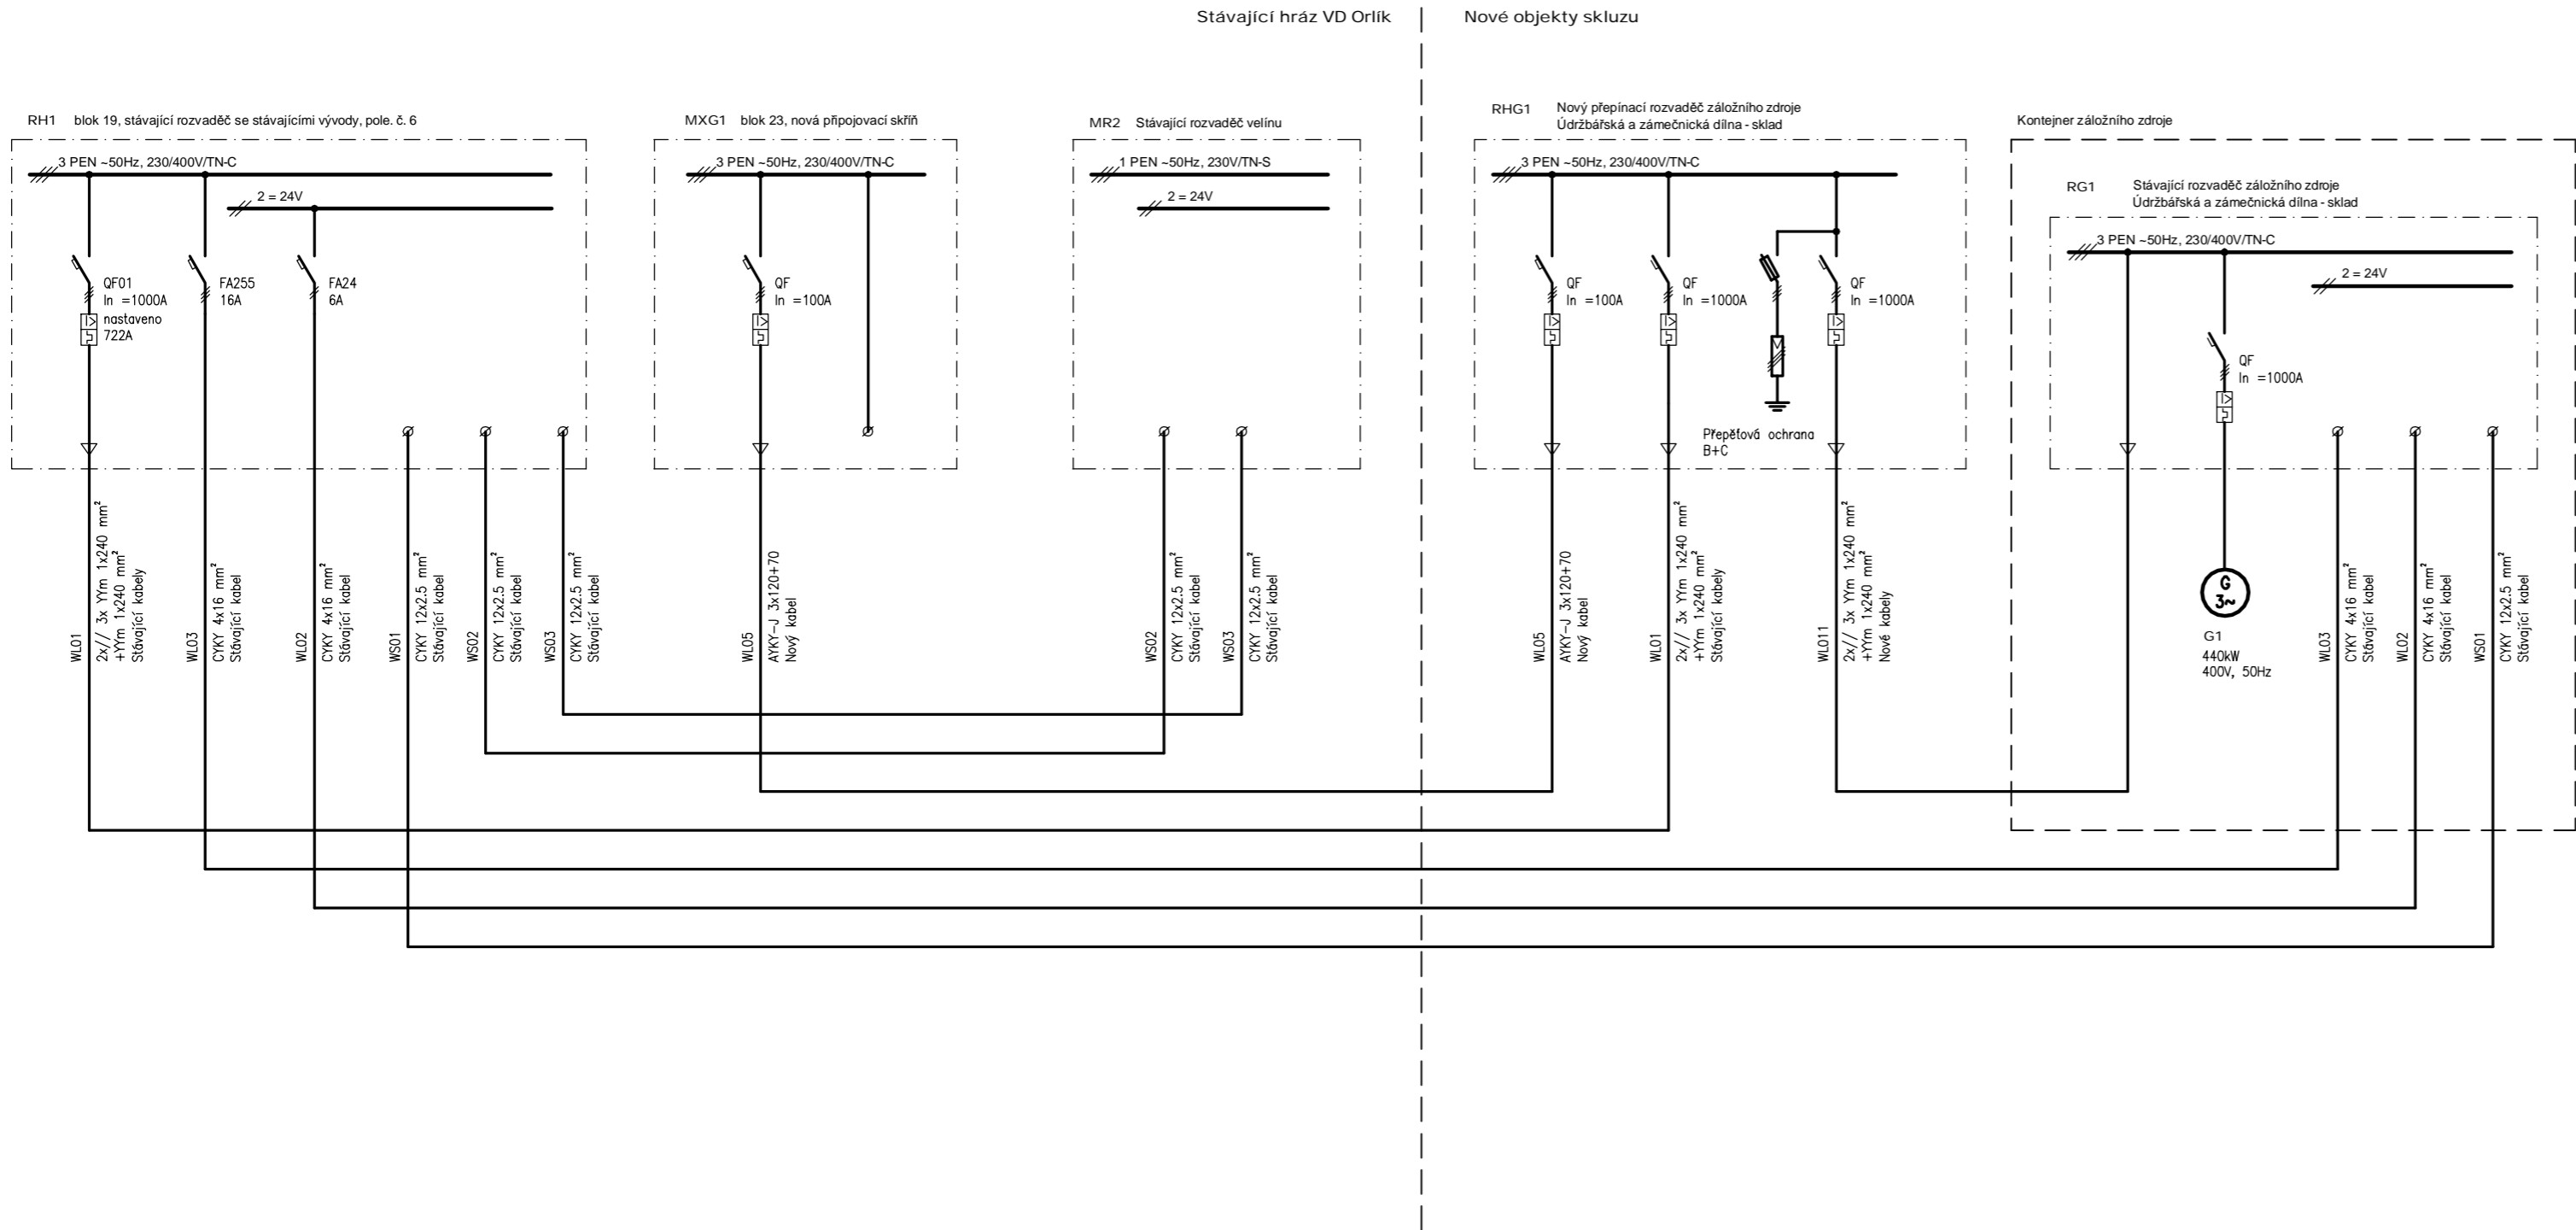 Stávající hráz VD Orlík
Nové objekty skluzu
RH1 blok 19, stávající rozvaděč se stávajícími vývody, pole. č. 6
3 PEN ~50Hz, 230/400V/TN-C
2 = 24V
QF01
In =1000A
nastaveno
722A
FA255
16A
FA24
6A
WL01
2x// 3x YYm 1x240 mm²
+YYm 1x240 mm²
Stávající kabely
WL03
CYKY 4x16 mm²
Stávající kabel
WL02
CYKY 4x16 mm²
Stávající kabel
WS01
CYKY 12x2.5 mm²
Stávající kabel
WS02
CYKY 12x2.5 mm²
Stávající kabel
WS03
CYKY 12x2.5 mm²
Stávající kabel
MXG1 blok 23, nová připojovací skříň
3 PEN ~50Hz, 230/400V/TN-C
QF
In =100A
WL05
AYKY-J 3x120+70
Nový kabel
MR2 Stávající rozvaděč velínu
1 PEN ~50Hz, 230V/TN-S
2 = 24V
WS02
CYKY 12x2.5 mm²
Stávající kabel
WS03
CYKY 12x2.5 mm²
Stávající kabel
RHG1 Nový přepínací rozvaděč záložního zdroje
Údržbářská a zámečnická dílna - sklad
3 PEN ~50Hz, 230/400V/TN-C
QF
In =100A
QF
In =1000A
QF
In =1000A
Přepěťová ochrana
B+C
WL05
AYKY-J 3x120+70
Nový kabel
WL01
2x// 3x YYm 1x240 mm²
+YYm 1x240 mm²
Stávající kabely
WL011
2x// 3x YYm 1x240 mm²
+YYm 1x240 mm²
Nové kabely
Kontejner záložního zdroje
RG1 Stávající rozvaděč záložního zdroje
Údržbářská a zámečnická dílna - sklad
3 PEN ~50Hz, 230/400V/TN-C
2 = 24V
QF
In =1000A
G
3~
G1
440kW
400V, 50Hz
WL03
CYKY 4x16 mm²
Stávající kabel
WL02
CYKY 4x16 mm²
Stávající kabel
WS01
CYKY 12x2.5 mm²
Stávající kabel